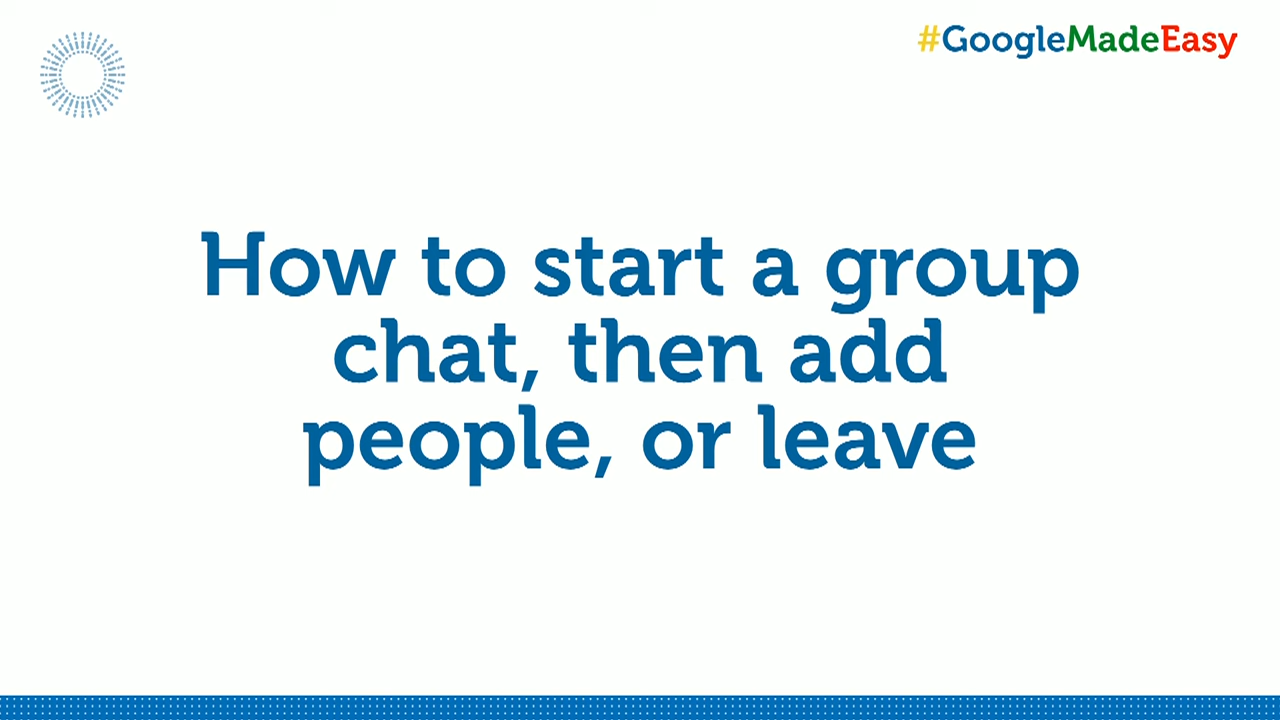 #GoogleMadeEasy
How to start a group
chat, then add
people, or leave